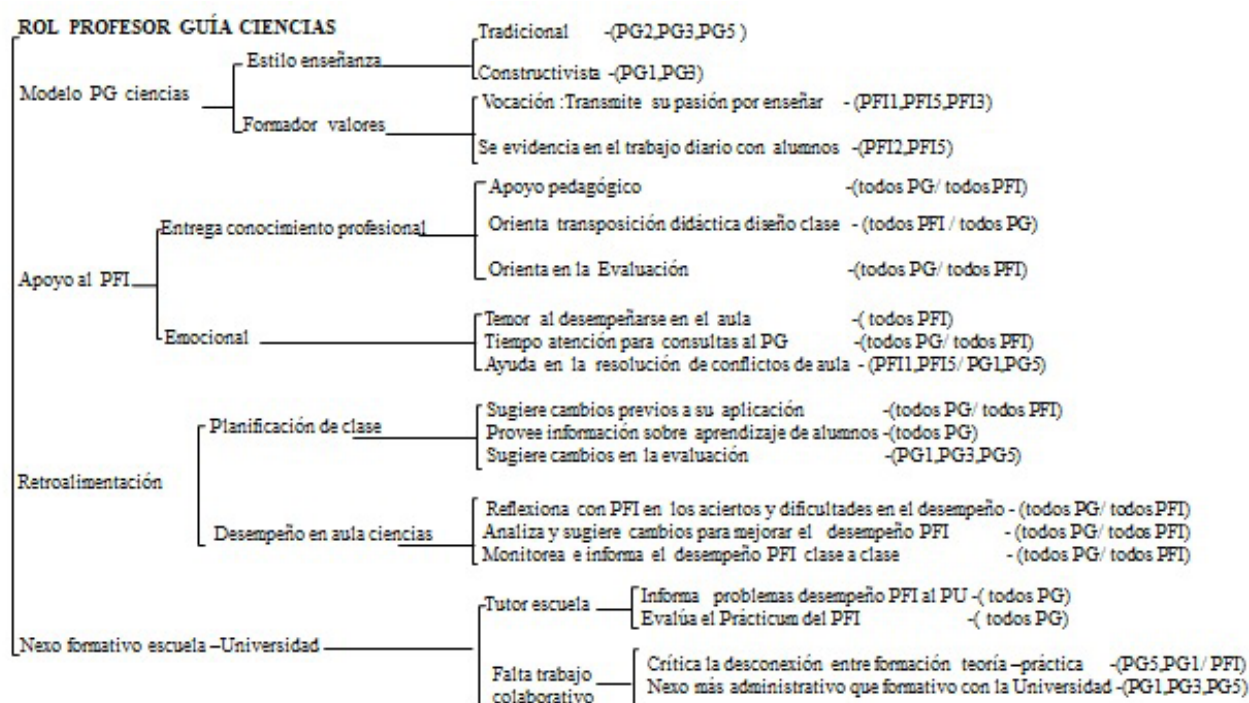 ROL PROFESOR GUÍA CIENCIAS
Modelo PG ciencias
Estilo enseñanza
Tradicional -(PG2,PG3,PG5 )
Constructivista -(PG1,PG3)
Formador valores
Vocación :Transmite su pasión por enseñar - (PFI1,PFI5,PFI3)
Se evidencia en el trabajo diario con alumnos -(PFI2,PFI5)
Apoyo al PFI
Entrega conocimiento profesional
Apoyo pedagógico -(todos PG/ todos PFI)
Orienta transposición didáctica diseño clase - (todos PFI / todos PG)
Orienta en la Evaluación -(todos PG/ todos PFI)
Emocional
Temor al desempeñarse en el aula -( todos PFI)
Tiempo atención para consultas al PG -(todos PG/ todos PFI)
Ayuda en la resolución de conflictos de aula - (PFI1,PFI5/ PG1,PG5)
Retroalimentación
Planificación de clase
Sugiere cambios previos a su aplicación -(todos PG/ todos PFI)
Provee información sobre aprendizaje de alumnos -(todos PG)
Sugiere cambios en la evaluación -(PG1,PG3,PG5)
Desempeño en aula ciencias
Reflexiona con PFI en los aciertos y dificultades en el desempeño - (todos PG/ todos PFI)
Analiza y sugiere cambios para mejorar el desempeño PFI - (todos PG/ todos PFI)
Monitorea e informa el desempeño PFI clase a clase - (todos PG/ todos PFI)
Nexo formativo escuela –Universidad
Tutor escuela
Informa problemas desempeño PFI al PU -( todos PG)
Evalúa el Prácticum del PFI -( todos PG)
Falta trabajo
colaborativo
Crítica la desconexión entre formación teoría –práctica -(PG5,PG1/ PFI)
Nexo más administrativo que formativo con la Universidad -(PG1,PG3,PG5)